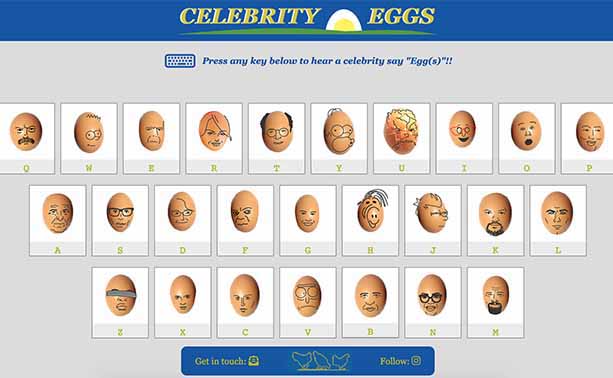 CELEBRITY EGGS
Press any key below to hear a celebrity say "Egg(s)"!!
Q W E R T Y U I O P
A S D F G H J K L
Z X C V B N M
Get in touch: Follow: